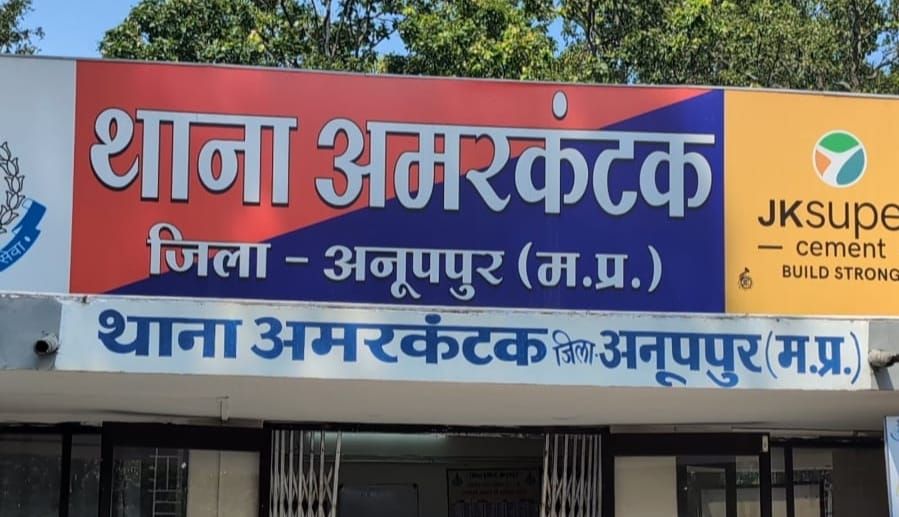 थाना अमरकंटक
जिला - अनूपपुर (म.प्र.)
सेवा
JKsupe
cement
BUILD STRONG
थाना अमरकंटक जिला-अनूपपुर (म.प्र.)